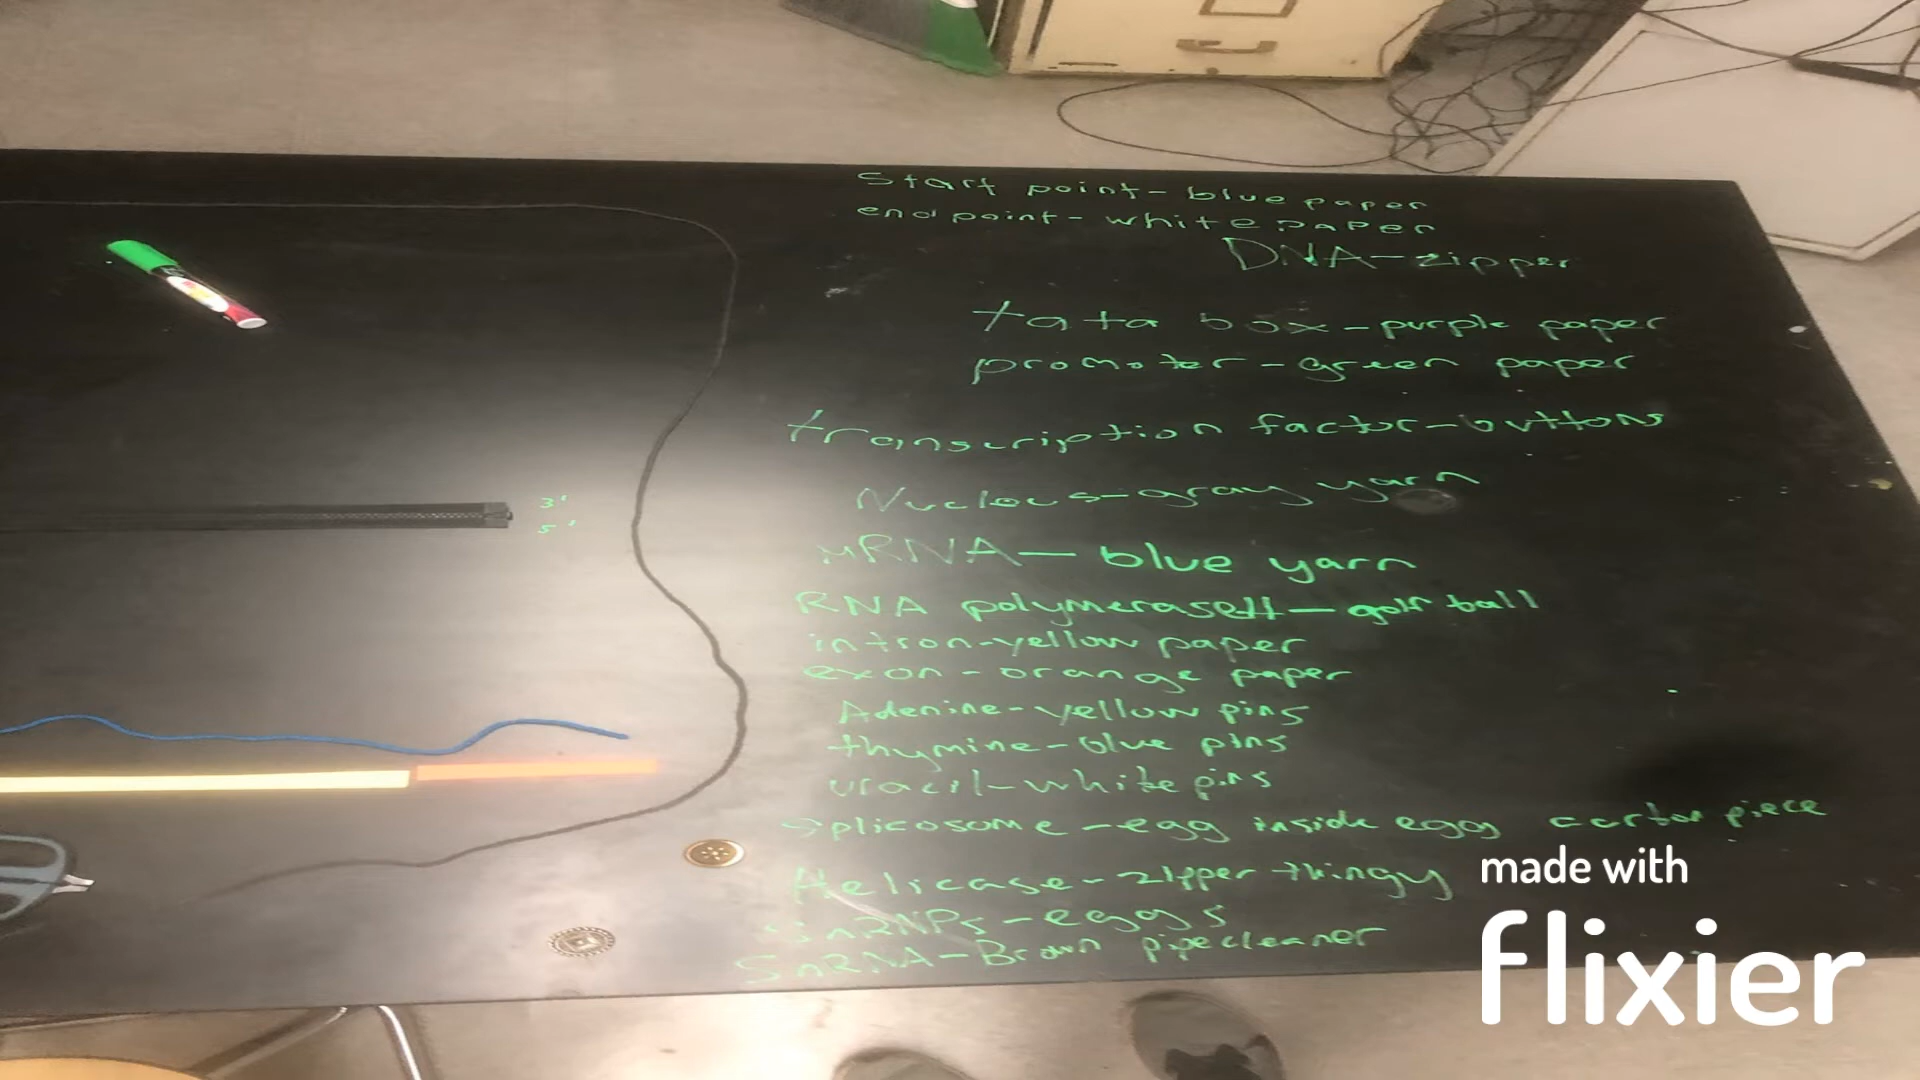 Start point - blue paper
end point - white paper
DNA - zipper
tata box - purple paper
promoter - green paper
transcription factor - buttons
Nucleus - gray yarn
mRNA - blue yarn
3'
5'
RNA polymerase II - golf ball
intron - yellow paper
exon - orange paper
Adenine - yellow pins
thymine - blue pins
uracil - white pins
splicosome - egg inside egg carton piece
Helicase - zipper thingy
SnRNPs - eggs
SnRNA - Brown pipecleaner
made with
flixier